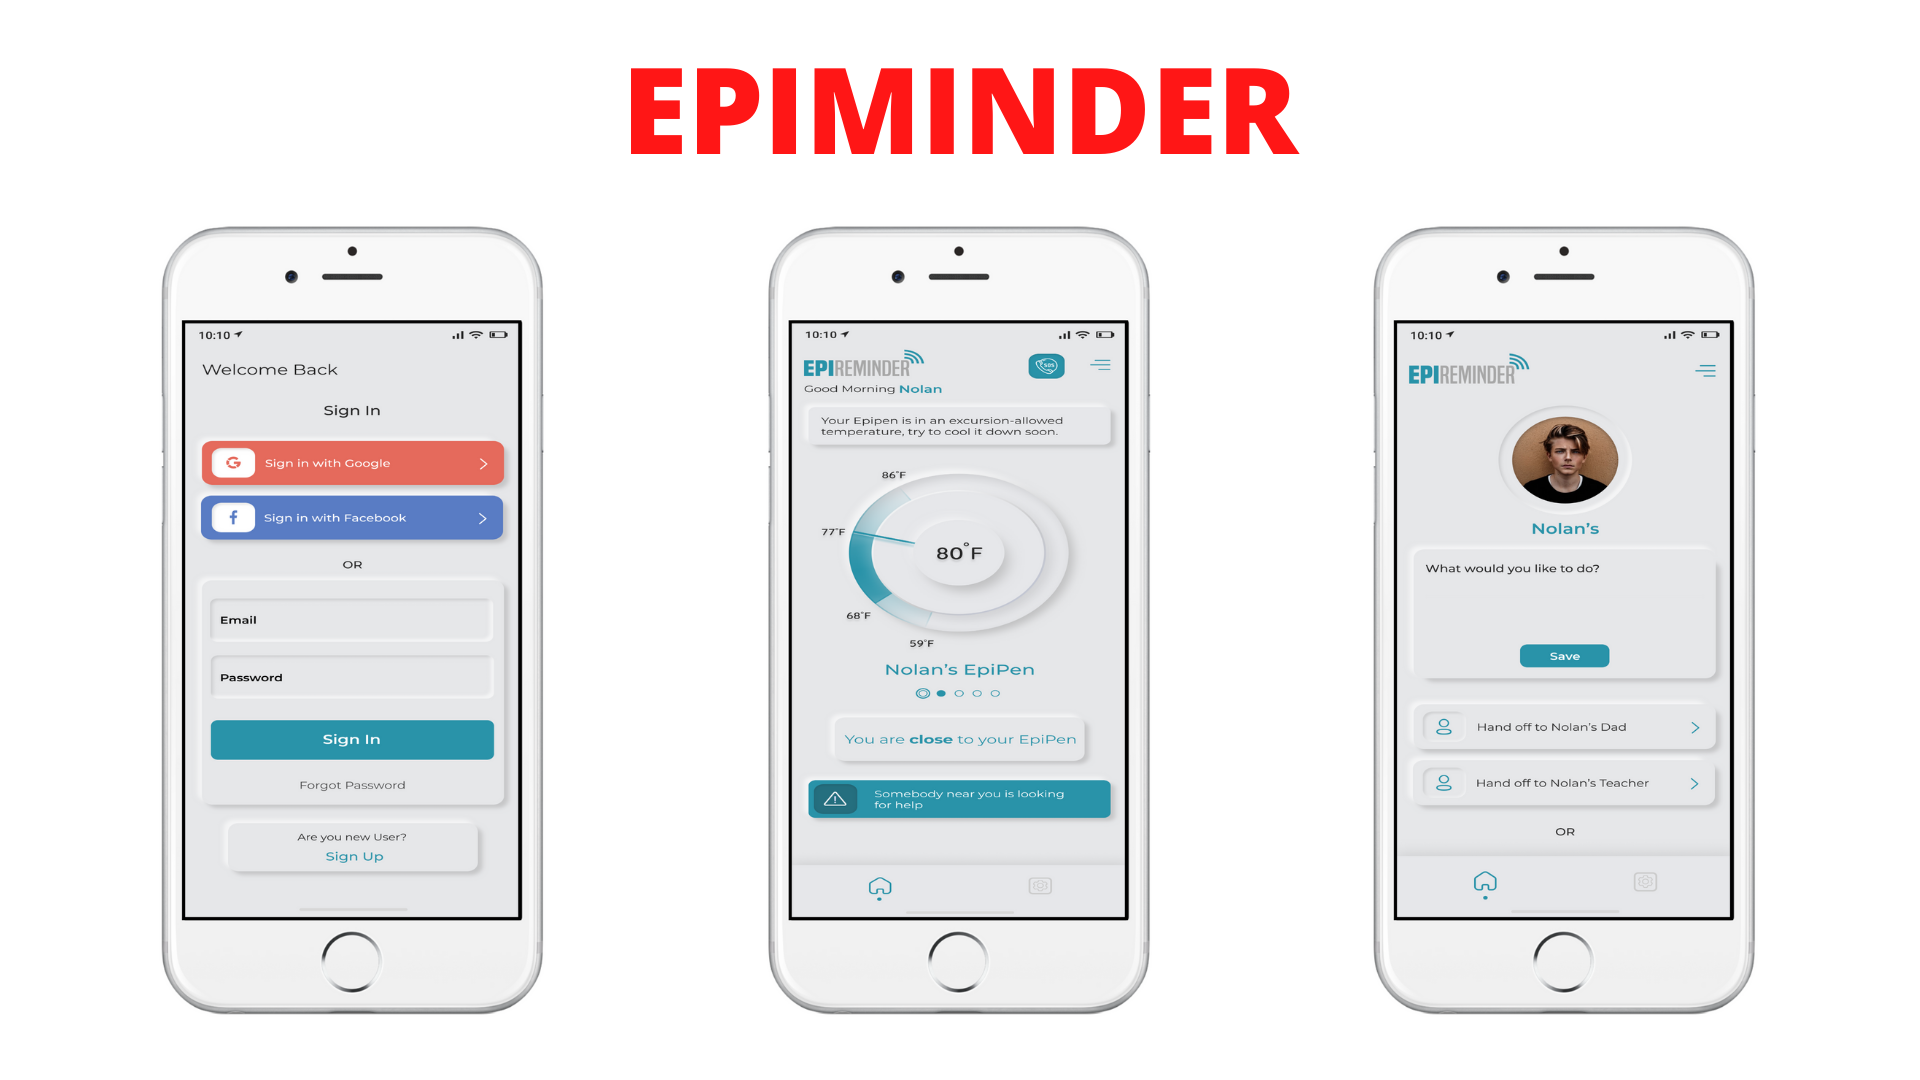 EPIMINDER
10:10
Welcome Back
Sign In
G Sign in with Google
f Sign in with Facebook
OR
Email
Password
Sign In
Forgot Password
Are you new User?
Sign Up
10:10
EPIREMINDER
SOS
Good Morning Nolan
Your Epipen is in an excursion-allowed
temperature, try to cool it down soon.
86°F
77°F
80°F
68°F
59°F
Nolan's EpiPen
You are close to your EpiPen
Somebody near you is looking
for help
10:10
EPIREMINDER
Nolan's
What would you like to do?
Save
Hand off to Nolan's Dad
Hand off to Nolan's Teacher
OR